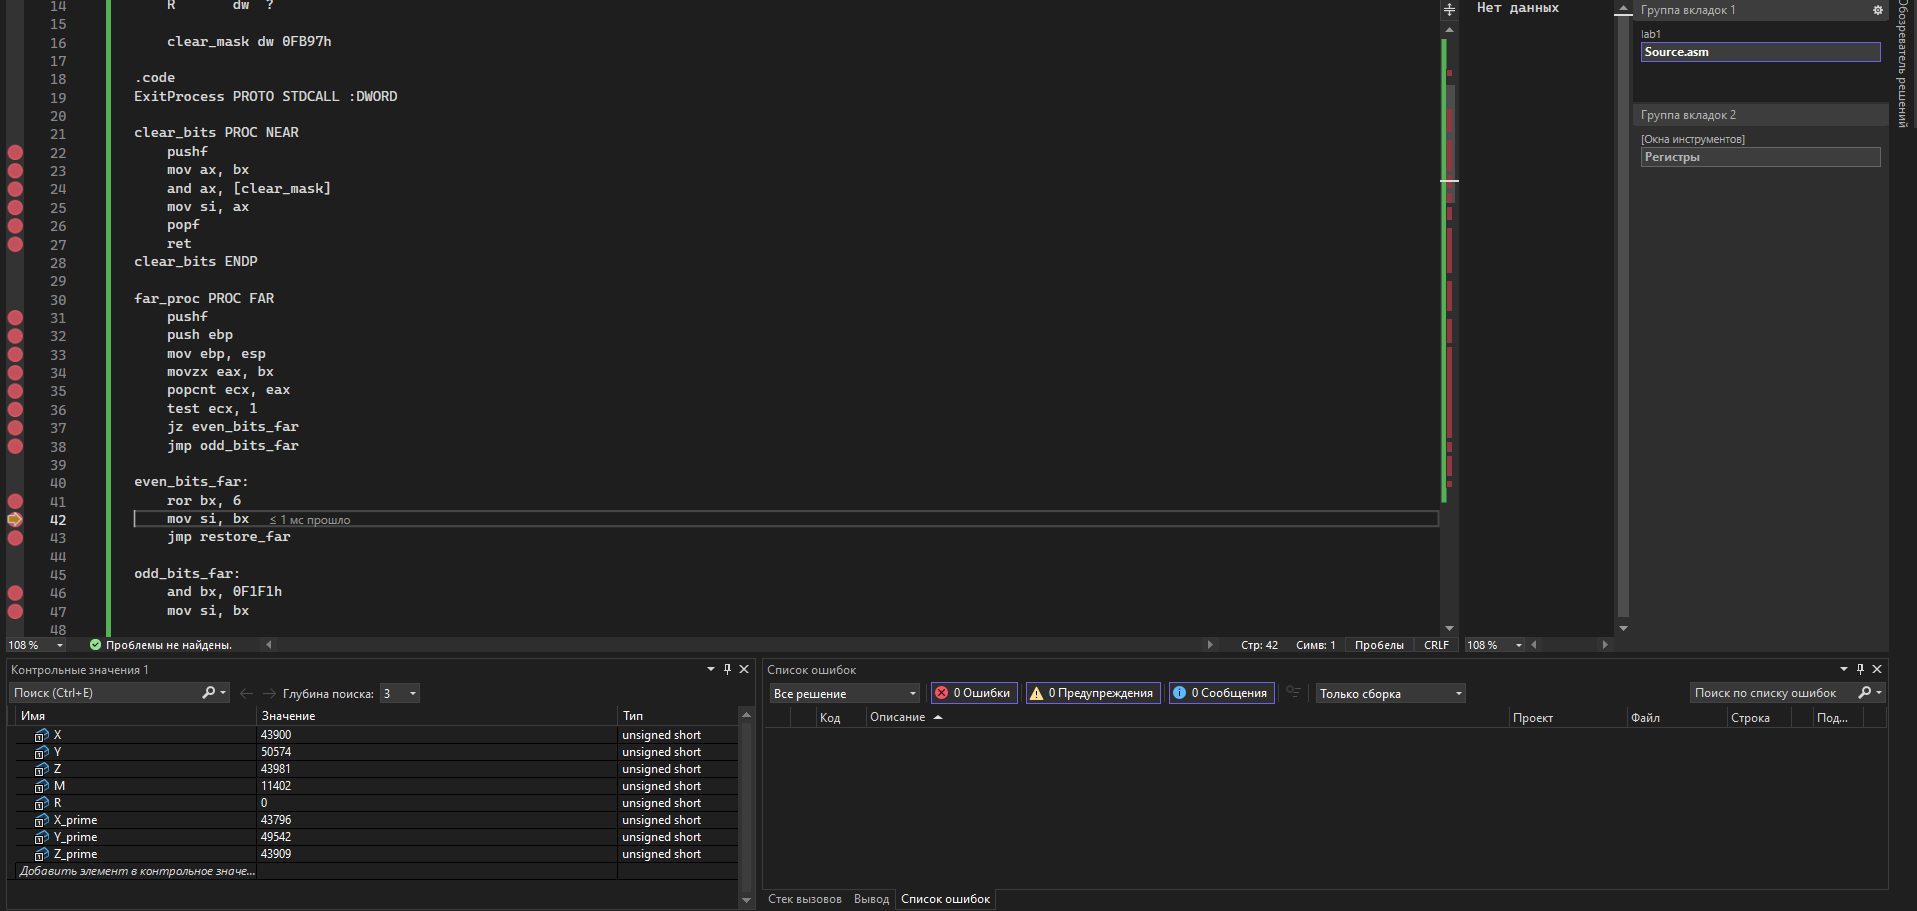 14 R dw ?
15
16 clear_mask dw 0FB97h
17
18 .code
19 ExitProcess PROTO STDCALL :DWORD
20
21 clear_bits PROC NEAR
22 pushf
23 mov ax, bx
24 and ax, [clear_mask]
25 mov si, ax
26 popf
27 ret
28 clear_bits ENDP
29
30 far_proc PROC FAR
31 pushf
32 push ebp
33 mov ebp, esp
34 movzx eax, bx
35 popcnt ecx, eax
36 test ecx, 1
37 jz even_bits_far
38 jmp odd_bits_far
39
40 even_bits_far:
41 ror bx, 6
42 mov si, bx ≤ 1 мс прошло
43 jmp restore_far
44
45 odd_bits_far:
46 and bx, 0F1F1h
47 mov si, bx
48
108 % Проблемы не найдены. Стр: 42 Симв: 1 Пробелы CRLF
Нет данных
108 %
Группа вкладок 1
lab1
Source.asm
Группа вкладок 2
[Окна инструментов]
Регистры
Обозреватель решений
Контрольные значения 1
Поиск (Ctrl+E) Глубина поиска: 3
Имя Значение Тип
X 43900 unsigned short
Y 50574 unsigned short
Z 43981 unsigned short
M 11402 unsigned short
R 0 unsigned short
X_prime 43796 unsigned short
Y_prime 49542 unsigned short
Z_prime 43909 unsigned short
Добавить элемент в контрольное значе...
Список ошибок
Все решение 0 Ошибки 0 Предупреждения 0 Сообщения Только сборка Поиск по списку ошибок
Код Описание Проект Файл Строка Под...
Стек вызовов Вывод Список ошибок